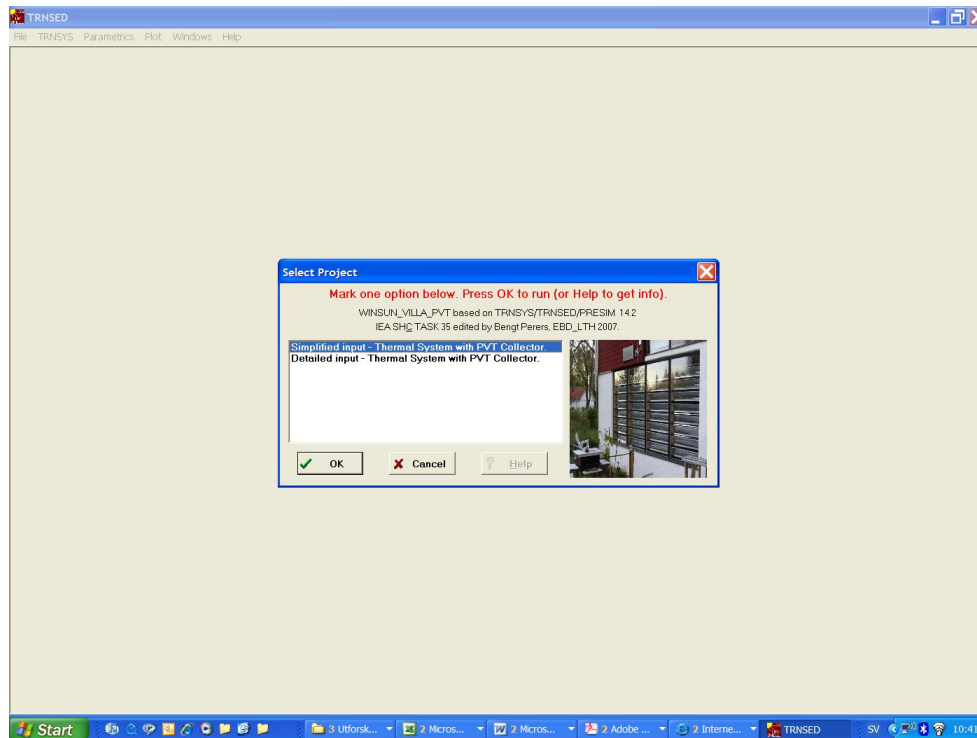 TRNSED
File TRNSYS Parametrics Plot Windows Help
Select Project
Mark one option below. Press OK to run (or Help to get info).
WINSUN_VILLA_PVT based on TRNSYS/TRNSED/PRESIM 14.2
IEA SHC TASK 35 edited by Bengt Perers, EBD_LTH 2007.
Simplified input - Thermal System with PVT Collector.
Detailed input - Thermal System with PVT Collector.
OK Cancel Help
Start 3 Utforsk... 2 Micros... 2 Micros... 2 Adobe ... 2 Interne... TRNSED SV 10:41